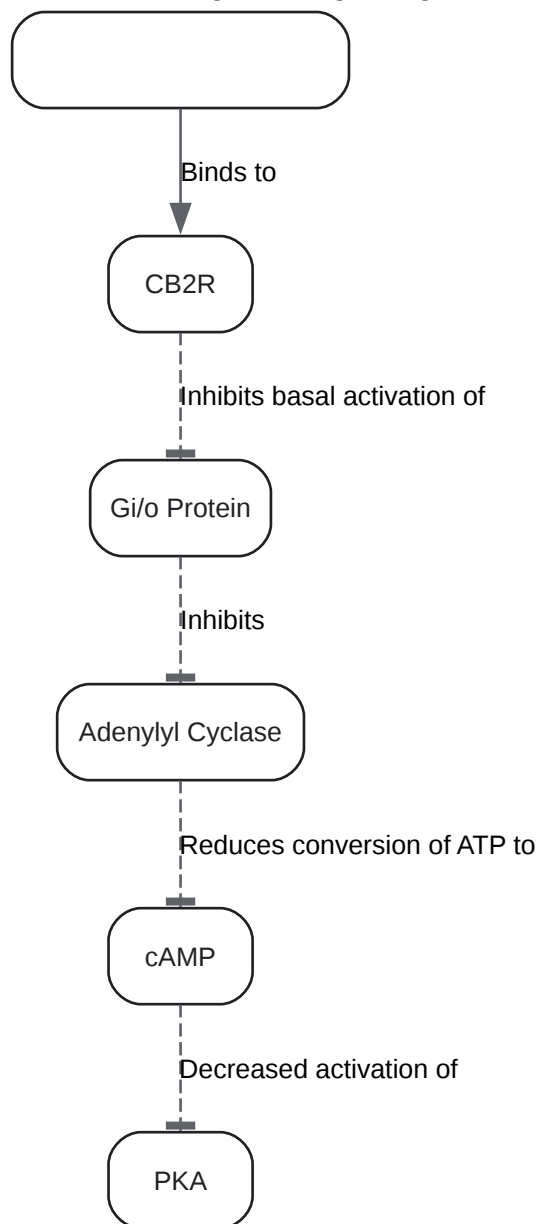 Binds to
CB2R
Inhibits basal activation of
Gi/o Protein
Inhibits
Adenylyl Cyclase
Reduces conversion of ATP to
cAMP
Decreased activation of
PKA